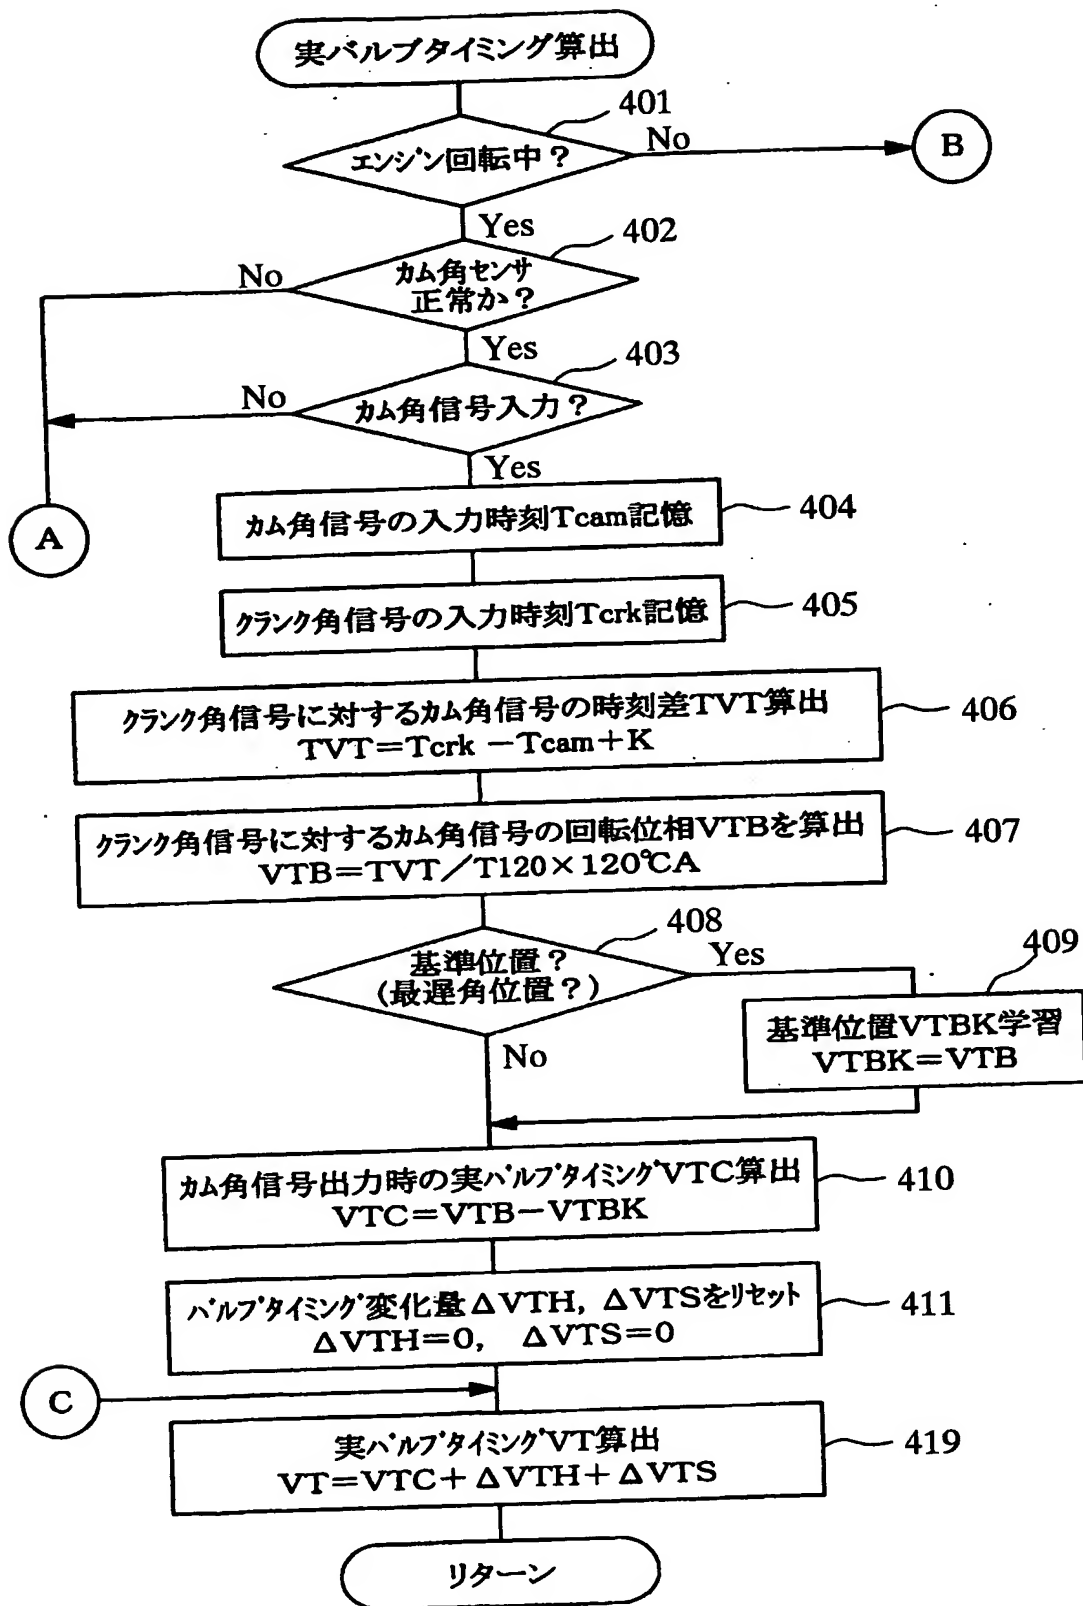 実バルブタイミング算出
401
エンジン回転中?
No
B
Yes
402
カム角センサ
正常か?
No
Yes
403
カム角信号入力?
No
Yes
A
カム角信号の入力時刻Tcam記憶
404
クランク角信号の入力時刻Tcrk記憶
405
クランク角信号に対するカム角信号の時刻差TVT算出
TVT=Tcrk-Tcam+K
406
クランク角信号に対するカム角信号の回転位相VTBを算出
VTB=TVT/T120×120℃A
407
408
基準位置?
(最遅角位置?)
Yes
409
基準位置VTBK学習
VTBK=VTB
No
カム角信号出力時の実バルブタイミングVTC算出
VTC=VTB-VTBK
410
バルブタイミング変化量ΔVTH, ΔVTSをリセット
ΔVTH=0, ΔVTS=0
411
C
実バルブタイミングVT算出
VT=VTC+ΔVTH+ΔVTS
419
リターン